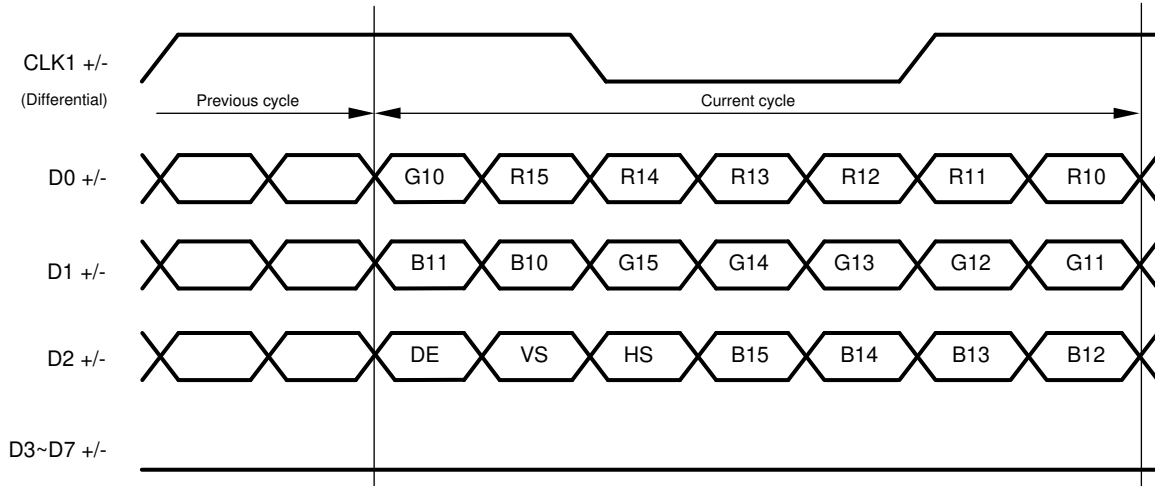 CLK1 +/-
(Differential)
Previous cycle
Current cycle
D0 +/-
G10 R15 R14 R13 R12 R11 R10
D1 +/-
B11 B10 G15 G14 G13 G12 G11
D2 +/-
DE VS HS B15 B14 B13 B12
D3~D7 +/-